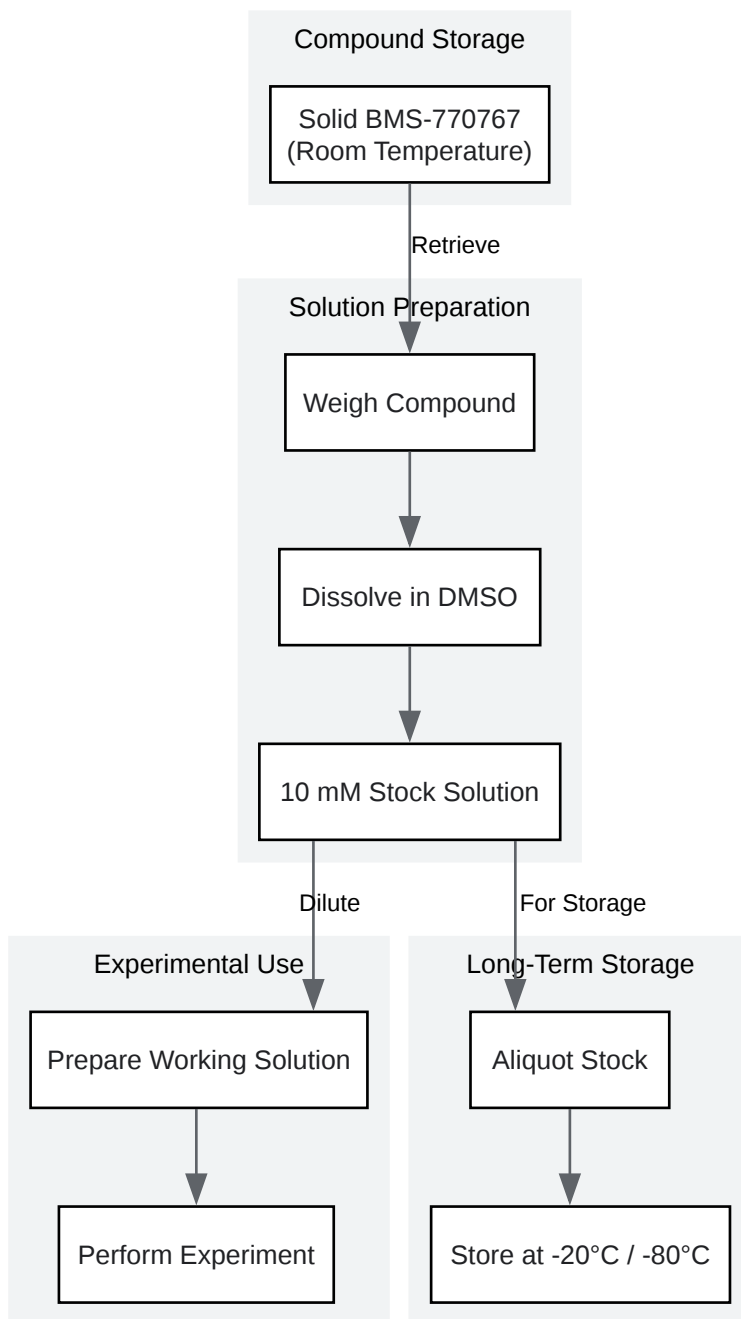 Compound Storage
Solid BMS-770767
(Room Temperature)
Retrieve
Solution Preparation
Weigh Compound
Dissolve in DMSO
10 mM Stock Solution
Dilute
For Storage
Experimental Use
Long-Term Storage
Prepare Working Solution
Aliquot Stock
Perform Experiment
Store at -20°C / -80°C